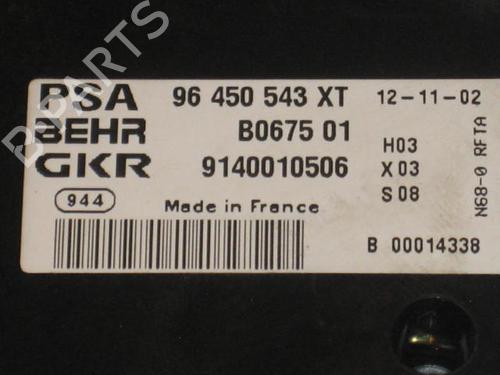 PSA 96 450 543 XT 12-11-02
BEHR B0675 01
GKR 9140010506
H03
X 03
S 08
944
Made in France
B 00014338
N68-0 RFTA
B-PARTS